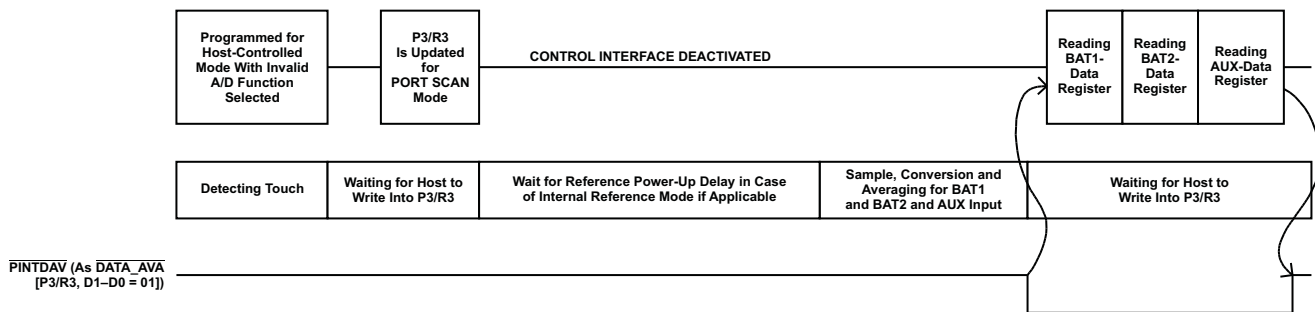 Programmed for
Host-Controlled
Mode With Invalid
A/D Function
Selected
P3/R3
Is Updated
for
PORT SCAN
Mode
CONTROL INTERFACE DEACTIVATED
Reading
BAT1-
Data
Register
Reading
BAT2-
Data
Register
Reading
AUX-Data
Register
Detecting Touch
Waiting for Host to
Write Into P3/R3
Wait for Reference Power-Up Delay in Case
of Internal Reference Mode if Applicable
Sample, Conversion and
Averaging for BAT1
and BAT2 and AUX Input
Waiting for Host to
Write Into P3/R3
PINTDAV (As DATA_AVA
[P3/R3, D1–D0 = 01])